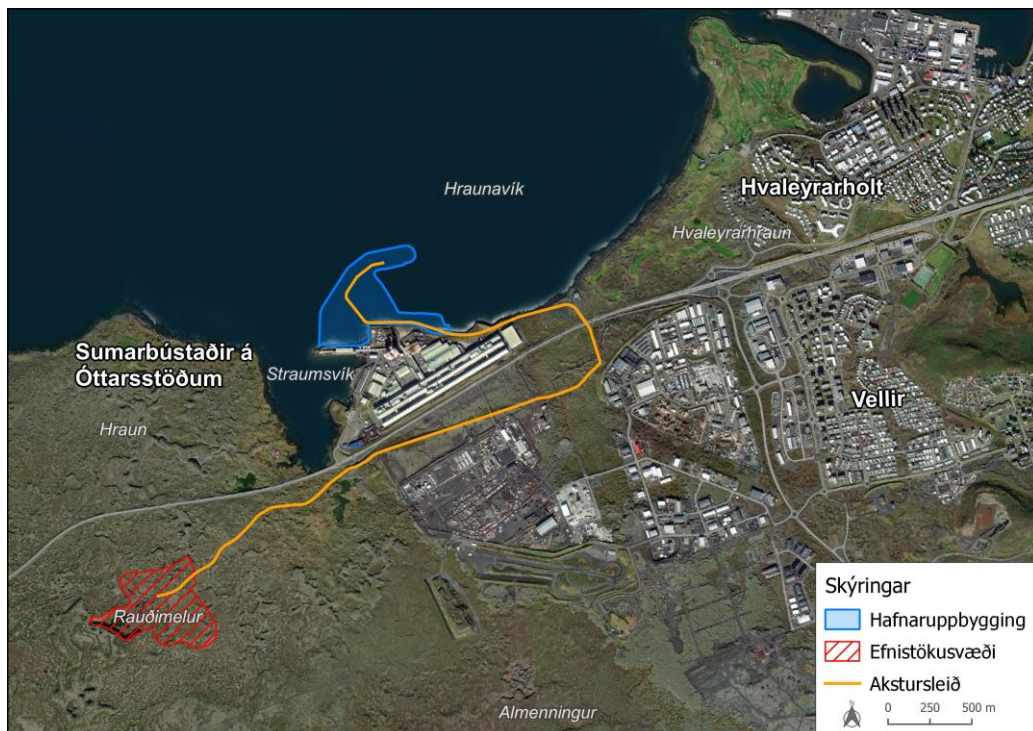 Hraunavík
Hvaleyrarholt
Hvaleyrarhraun
Sumarbústaðir á
Óttarsstöðum
Straumsvík
Hraun
Vellir
Rauðimelur
Almenningur
Skýringar
Hafnaruppbygging
Efnistökusvæði
Akstursleið
N
0 250 500 m